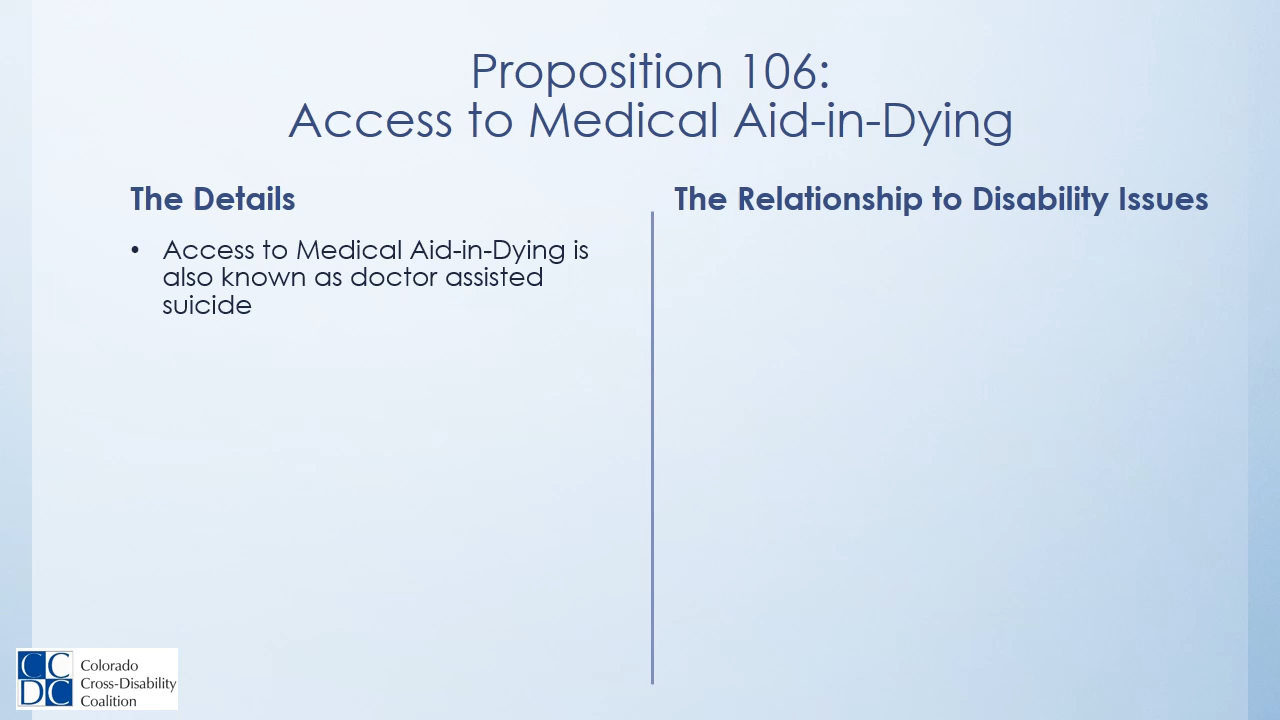 Proposition 106:
Access to Medical Aid-in-Dying
The Details
• Access to Medical Aid-in-Dying is
also known as doctor assisted
suicide
The Relationship to Disability Issues
CC
DC
Colorado
Cross-Disability
Coalition